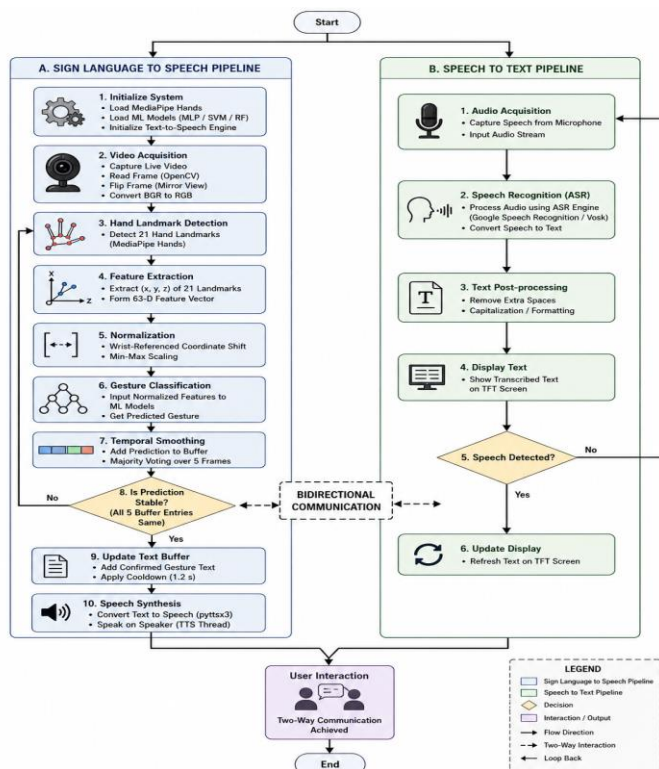 Start
A. SIGN LANGUAGE TO SPEECH PIPELINE
1. Initialize System
• Load MediaPipe Hands
• Load ML Models (MLP / SVM / RF)
• Initialize Text-to-Speech Engine
2. Video Acquisition
• Capture Live Video
• Read Frame (OpenCV)
• Flip Frame (Mirror View)
• Convert BGR to RGB
3. Hand Landmark Detection
• Detect 21 Hand Landmarks
(MediaPipe Hands)
X
Z
4. Feature Extraction
• Extract (x, y, z) of 21 Landmarks
• Form 63-D Feature Vector
5. Normalization
• Wrist-Referenced Coordinate Shift
• Min-Max Scaling
6. Gesture Classification
• Input Normalized Features to
ML Models
• Get Predicted Gesture
7. Temporal Smoothing
• Add Prediction to Buffer
• Majority Voting over 5 Frames
No
8. Is Prediction
Stable?
(All 5 Buffer Entries
Same)
Yes
9. Update Text Buffer
• Add Confirmed Gesture Text
• Apply Cooldown (1.2 s)
10. Speech Synthesis
• Convert Text to Speech (pyttsx3)
• Speak on Speaker (TTS Thread)
BIDIRECTIONAL
COMMUNICATION
B. SPEECH TO TEXT PIPELINE
1. Audio Acquisition
• Capture Speech from Microphone
• Input Audio Stream
2. Speech Recognition (ASR)
• Process Audio using ASR Engine
(Google Speech Recognition / Vosk)
• Convert Speech to Text
T
3. Text Post-processing
• Remove Extra Spaces
• Capitalization / Formatting
4. Display Text
• Show Transcribed Text
on TFT Screen
5. Speech Detected?
No
Yes
6. Update Display
• Refresh Text on TFT Screen
User Interaction
Two-Way Communication
Achieved
End
LEGEND
Sign Language to Speech Pipeline
Speech to Text Pipeline
Decision
Interaction / Output
Flow Direction
Two-Way Interaction
Loop Back